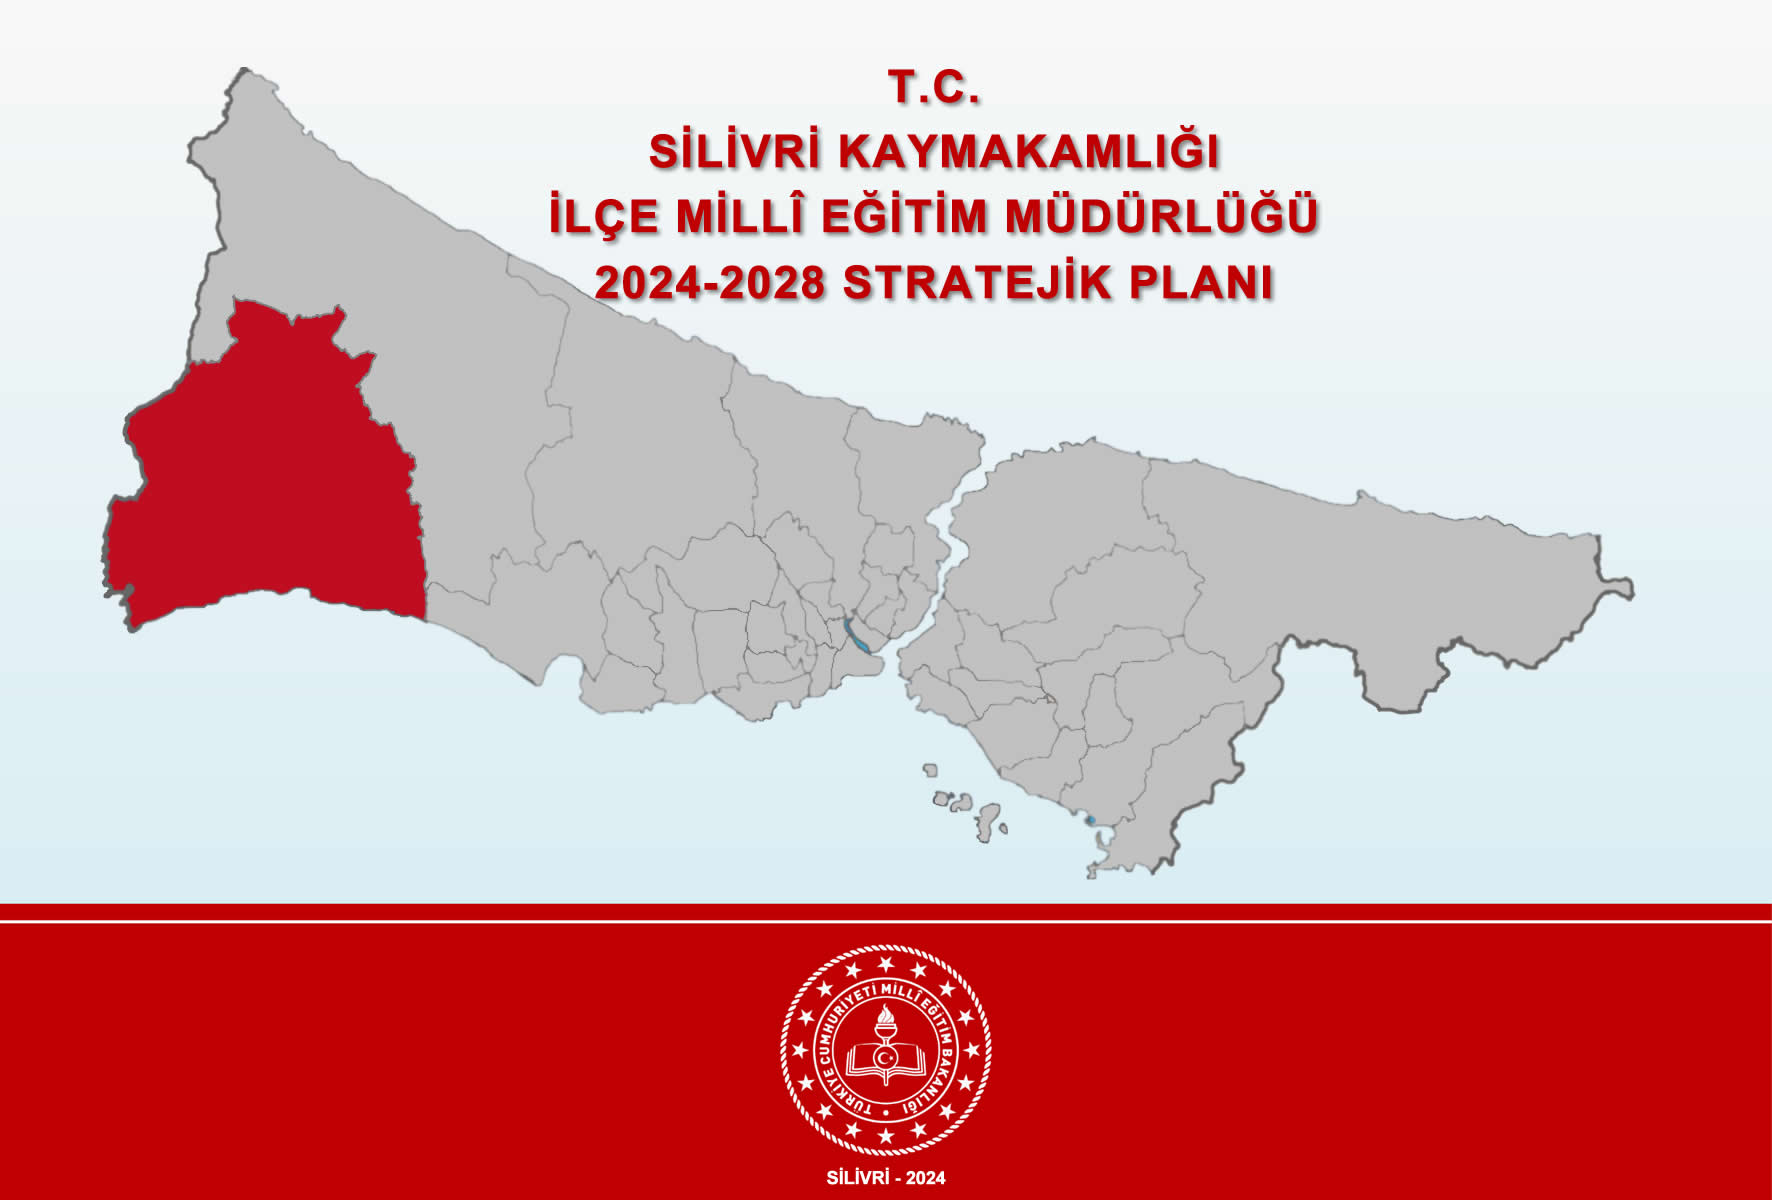 T.C.
SİLİVRİ KAYMAKAMLIĞI
İLÇE MİLLÎ EĞİTİM MÜDÜRLÜĞÜ
2024-2028 STRATEJİK PLANI
TÜRKİYE CUMHURİYETİ MİLLÎ EĞİTİM BAKANLIĞI
SİLİVRİ - 2024